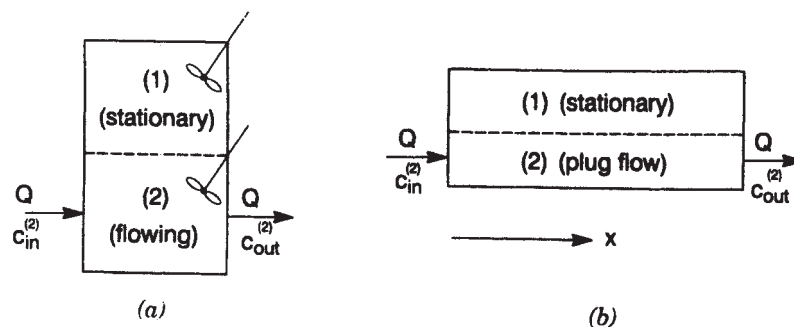 (1)
(stationary)
Q
c_in^(2)
(2)
(flowing)
Q
c_out^(2)
(a)
(1) (stationary)
Q
c_in^(2)
(2) (plug flow)
Q
c_out^(2)
x
(b)